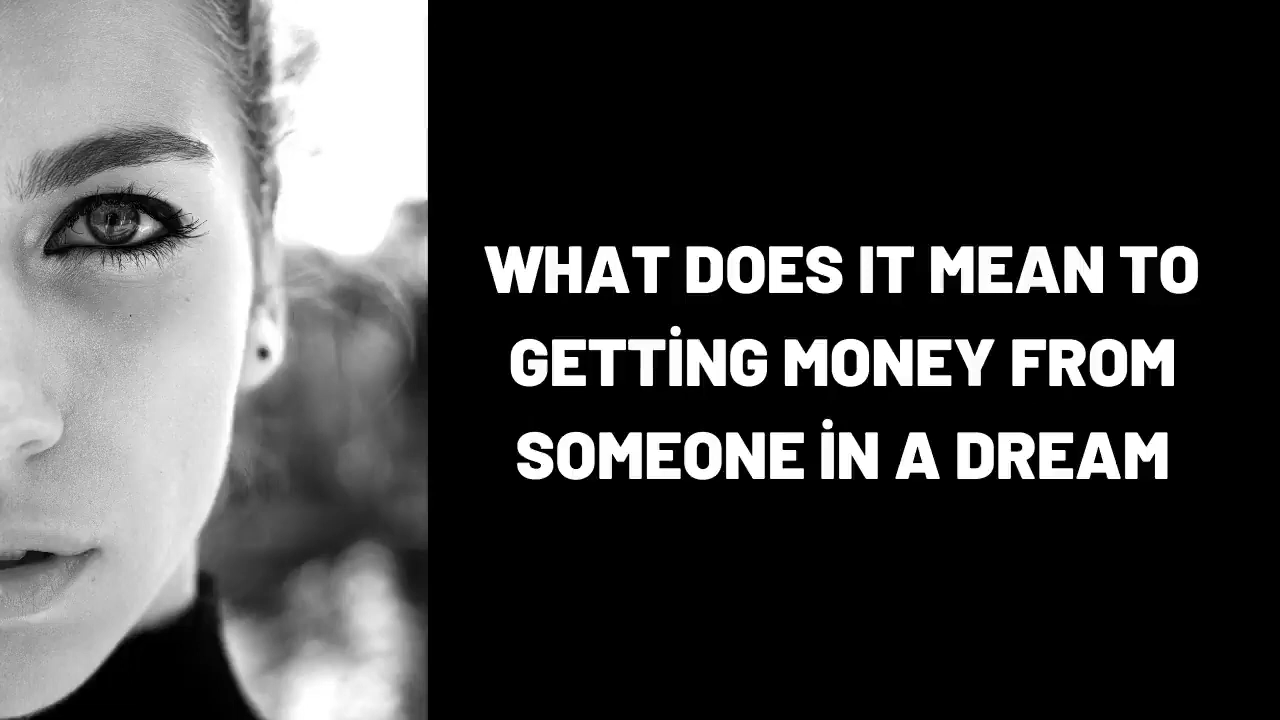 WHAT DOES IT MEAN TO
GETTİNG MONEY FROM
SOMEONE İN A DREAM